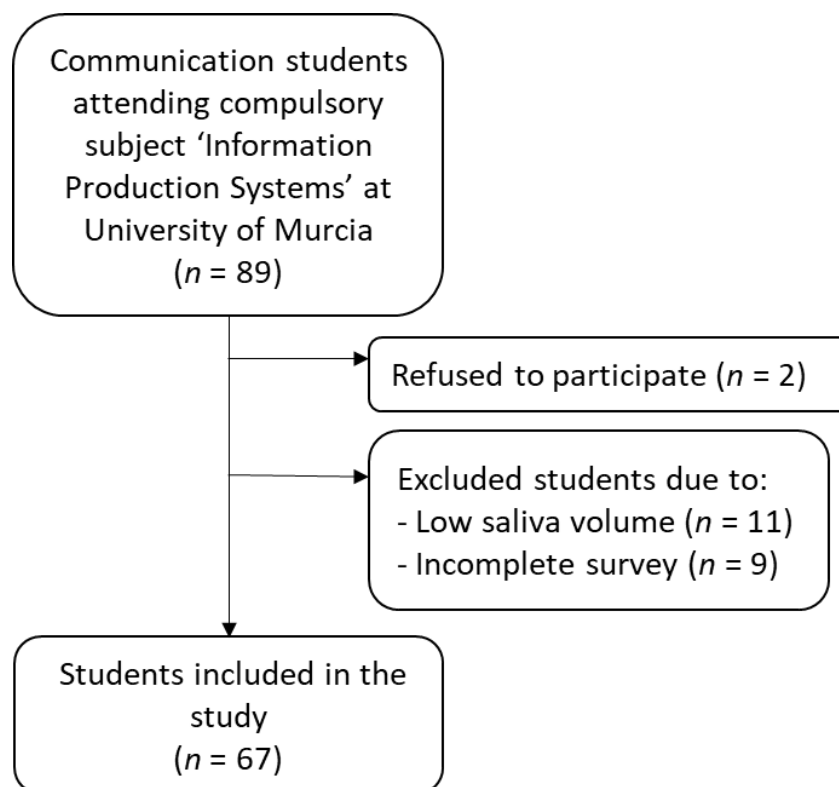 Communication students
attending compulsory
subject ‘Information
Production Systems’ at
University of Murcia
(n = 89)
Refused to participate (n = 2)
Excluded students due to:
- Low saliva volume (n = 11)
- Incomplete survey (n = 9)
Students included in the
study
(n = 67)